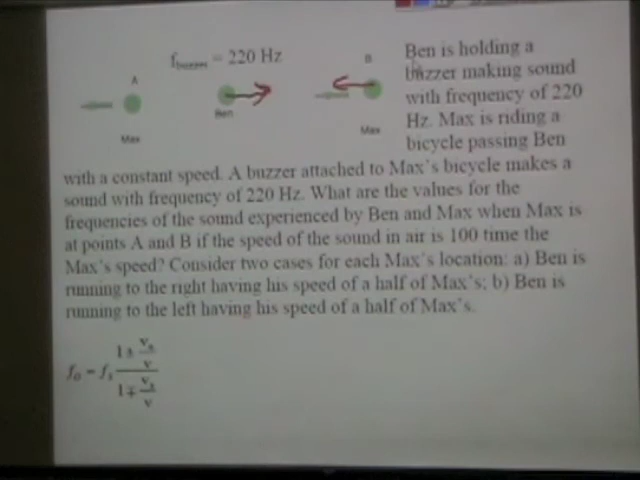 f_buzzer = 220 Hz
A
B
Ben
Max
Max
Ben is holding a
buzzer making sound
with frequency of 220
Hz. Max is riding a
bicycle passing Ben
with a constant speed. A buzzer attached to Max's bicycle makes a
sound with frequency of 220 Hz. What are the values for the
frequencies of the sound experienced by Ben and Max when Max is
at points A and B if the speed of the sound in air is 100 time the
Max's speed? Consider two cases for each Max's location: a) Ben is
running to the right having his speed of a half of Max's; b) Ben is
running to the left having his speed of a half of Max's.